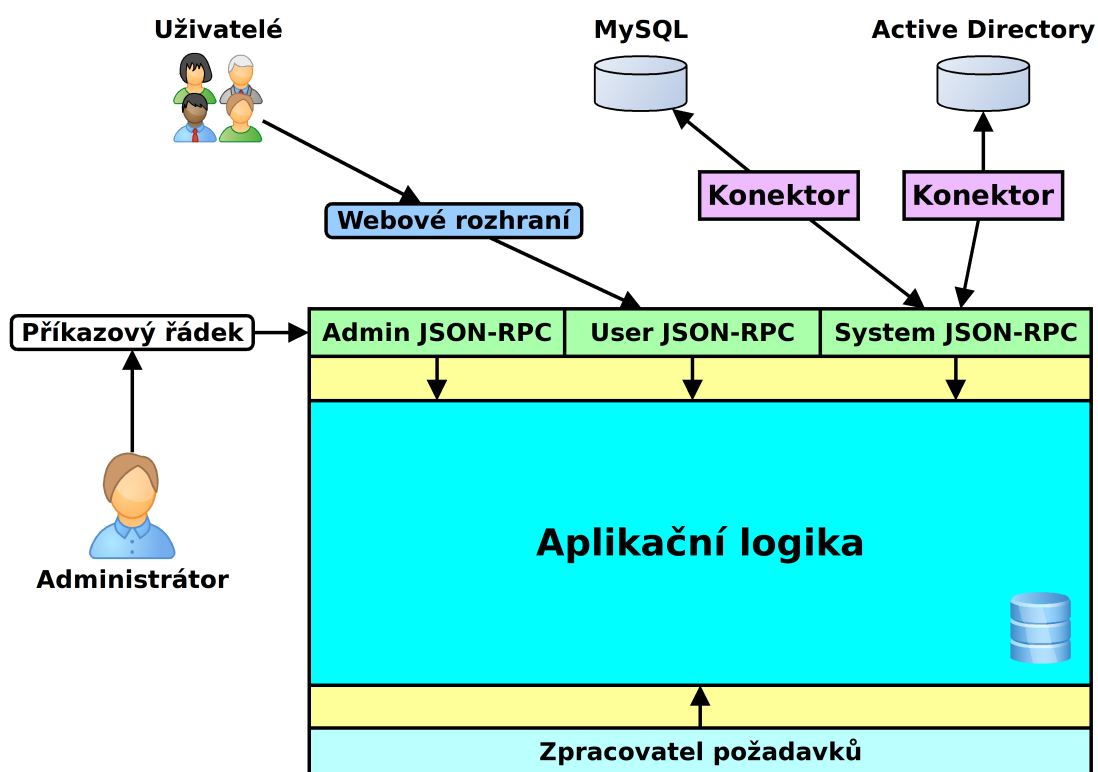 Uživatelé
MySQL
Active Directory
Konektor
Konektor
Webové rozhraní
Příkazový řádek
Admin JSON-RPC
User JSON-RPC
System JSON-RPC
Aplikační logika
Administrátor
Zpracovatel požadavků